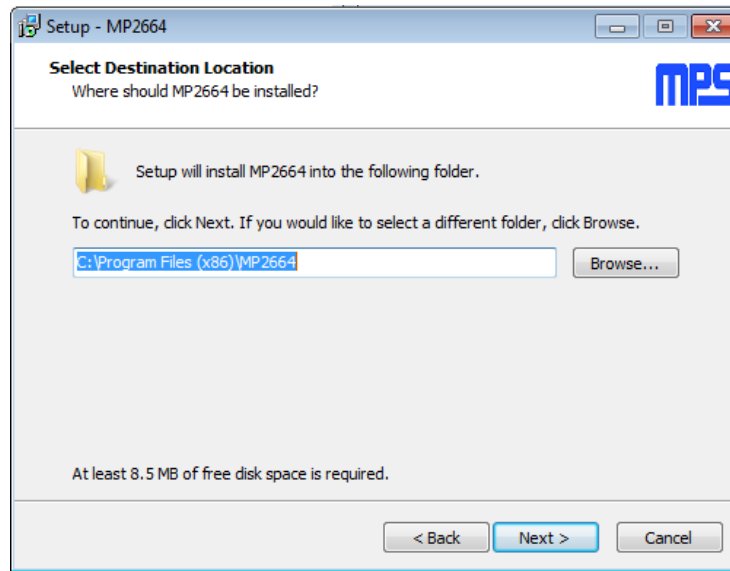 Setup - MP2664
Select Destination Location
Where should MP2664 be installed?
mps
Setup will install MP2664 into the following folder.
To continue, click Next. If you would like to select a different folder, click Browse.
C:\Program Files (x86)\MP2664
Browse...
At least 8.5 MB of free disk space is required.
< Back
Next >
Cancel